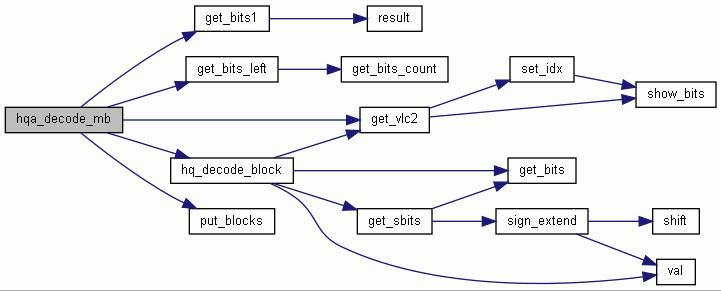 get_bits1
result
get_bits_left
get_bits_count
set_idx
show_bits
hqa_decode_mb
get_vlc2
hq_decode_block
get_bits
put_blocks
get_sbits
sign_extend
shift
val